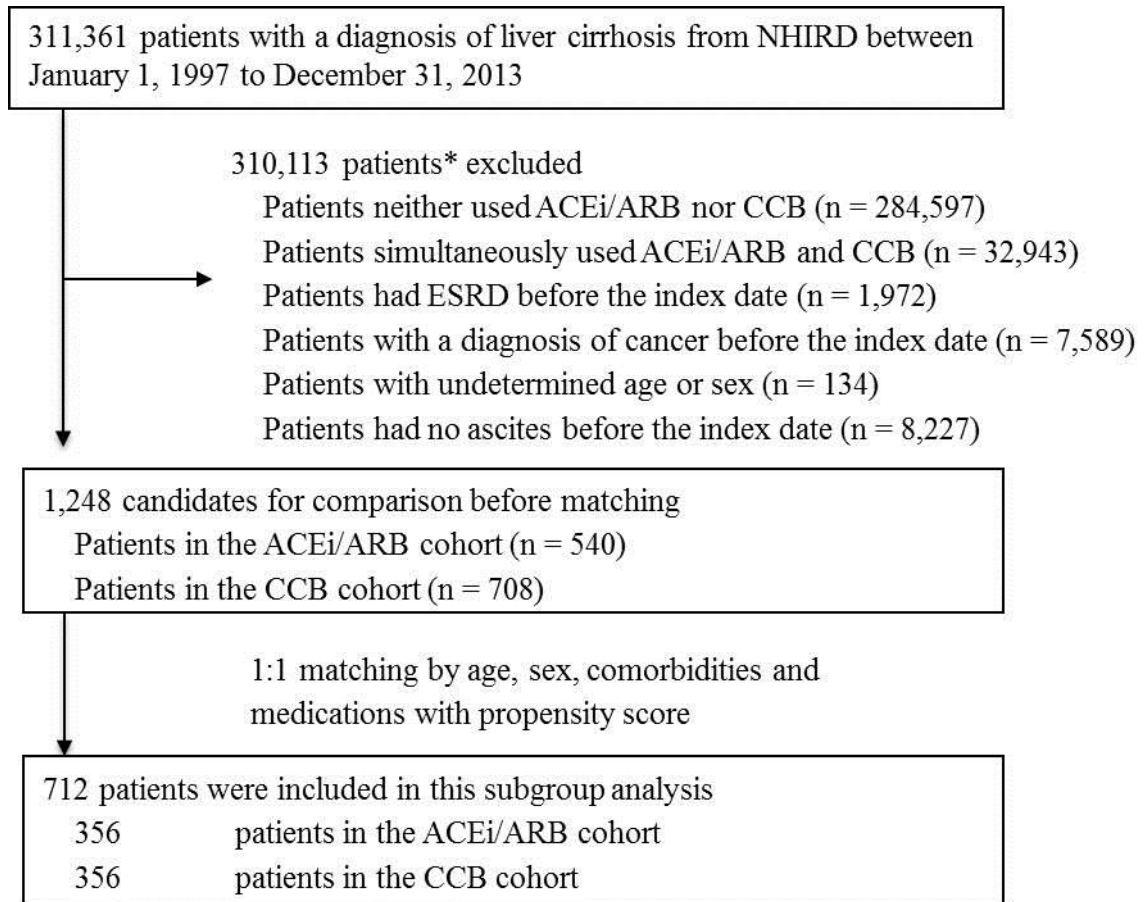 311,361 patients with a diagnosis of liver cirrhosis from NHIRD between
January 1, 1997 to December 31, 2013
310,113 patients* excluded
Patients neither used ACEi/ARB nor CCB (n = 284,597)
Patients simultaneously used ACEi/ARB and CCB (n = 32,943)
Patients had ESRD before the index date (n = 1,972)
Patients with a diagnosis of cancer before the index date (n = 7,589)
Patients with undetermined age or sex (n = 134)
Patients had no ascites before the index date (n = 8,227)
1,248 candidates for comparison before matching
Patients in the ACEi/ARB cohort (n = 540)
Patients in the CCB cohort (n = 708)
1:1 matching by age, sex, comorbidities and
medications with propensity score
712 patients were included in this subgroup analysis
356 patients in the ACEi/ARB cohort
356 patients in the CCB cohort